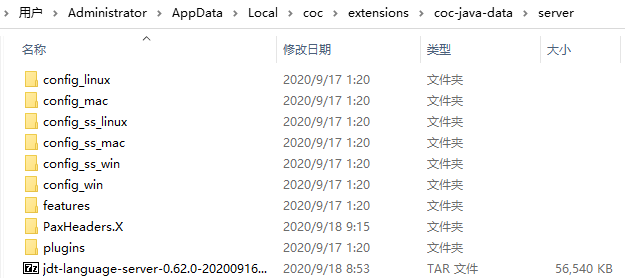 用户 > Administrator > AppData > Local > coc > extensions > coc-java-data > server
名称 修改日期 类型 大小
config_linux 2020/9/17 1:20 文件夹
config_mac 2020/9/17 1:20 文件夹
config_ss_linux 2020/9/17 1:20 文件夹
config_ss_mac 2020/9/17 1:20 文件夹
config_ss_win 2020/9/17 1:20 文件夹
config_win 2020/9/17 1:20 文件夹
features 2020/9/17 1:20 文件夹
PaxHeaders.X 2020/9/18 9:15 文件夹
plugins 2020/9/17 1:20 文件夹
jdt-language-server-0.62.0-20200916... 2020/9/18 8:53 TAR 文件 56,540 KB